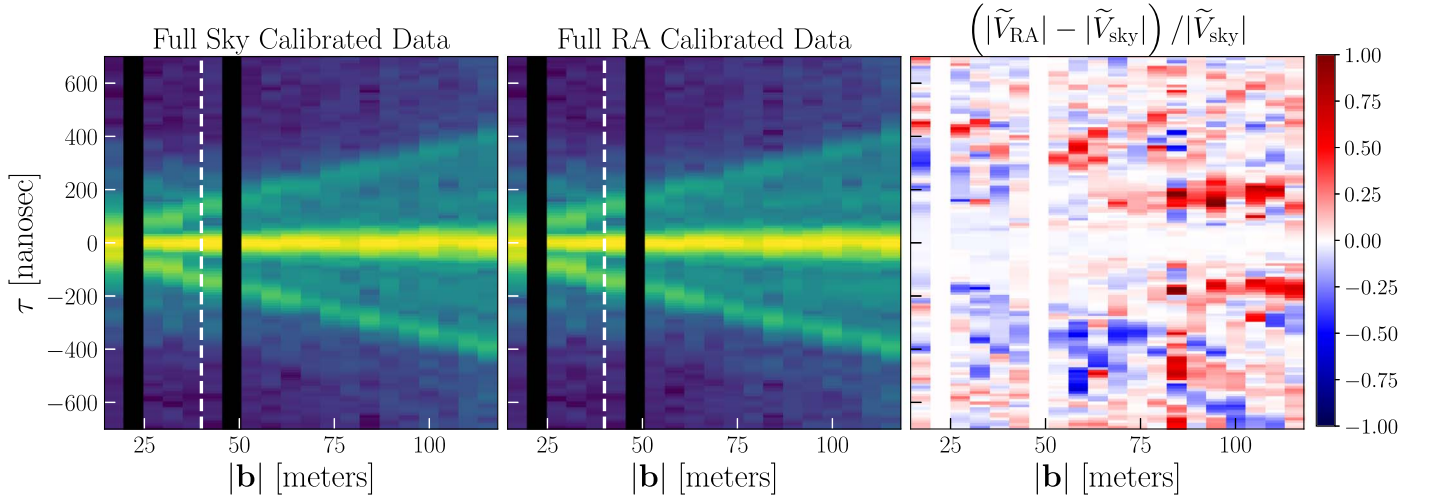 Full Sky Calibrated Data
Full RA Calibrated Data
(|Ṽ_RA| − |Ṽ_sky|) / |Ṽ_sky|
τ [nanosec]
600
400
200
0
−200
−400
−600
25 50 75 100
25 50 75 100
25 50 75 100
|b| [meters]
|b| [meters]
|b| [meters]
1.00
0.75
0.50
0.25
0.00
−0.25
−0.50
−0.75
−1.00